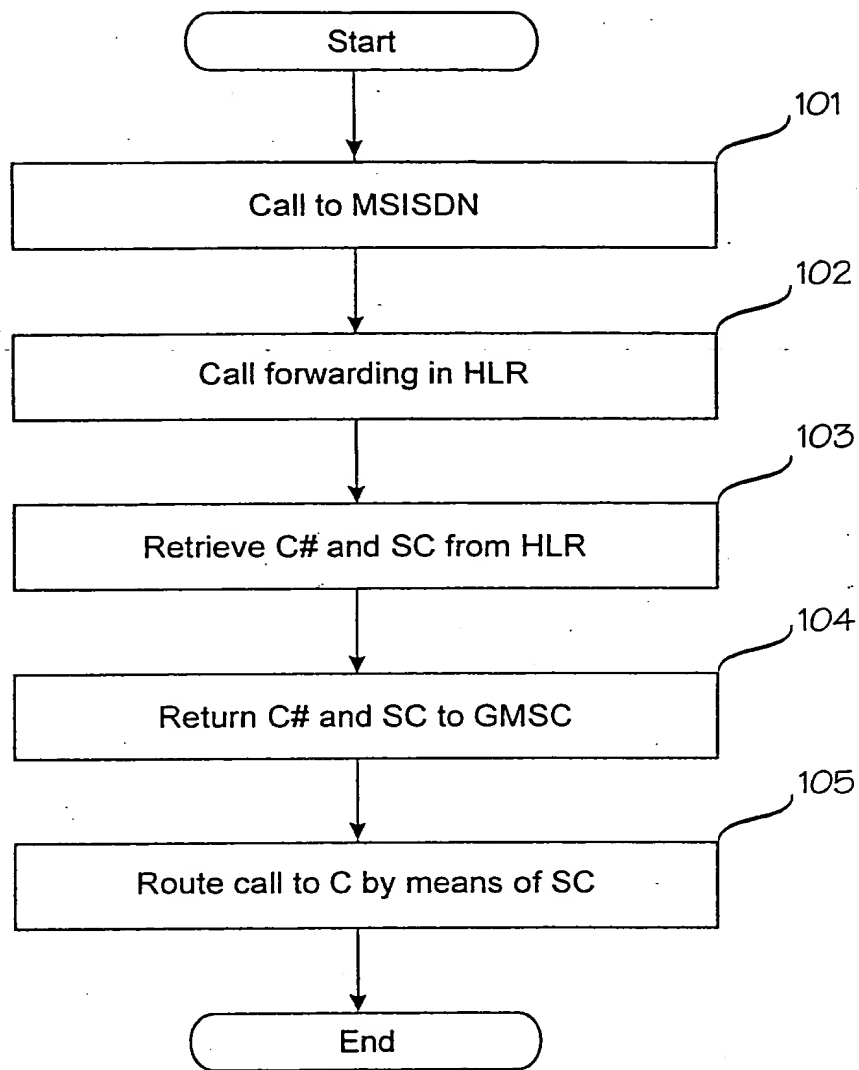 Start
101
Call to MSISDN
102
Call forwarding in HLR
103
Retrieve C# and SC from HLR
104
Return C# and SC to GMSC
105
Route call to C by means of SC
End